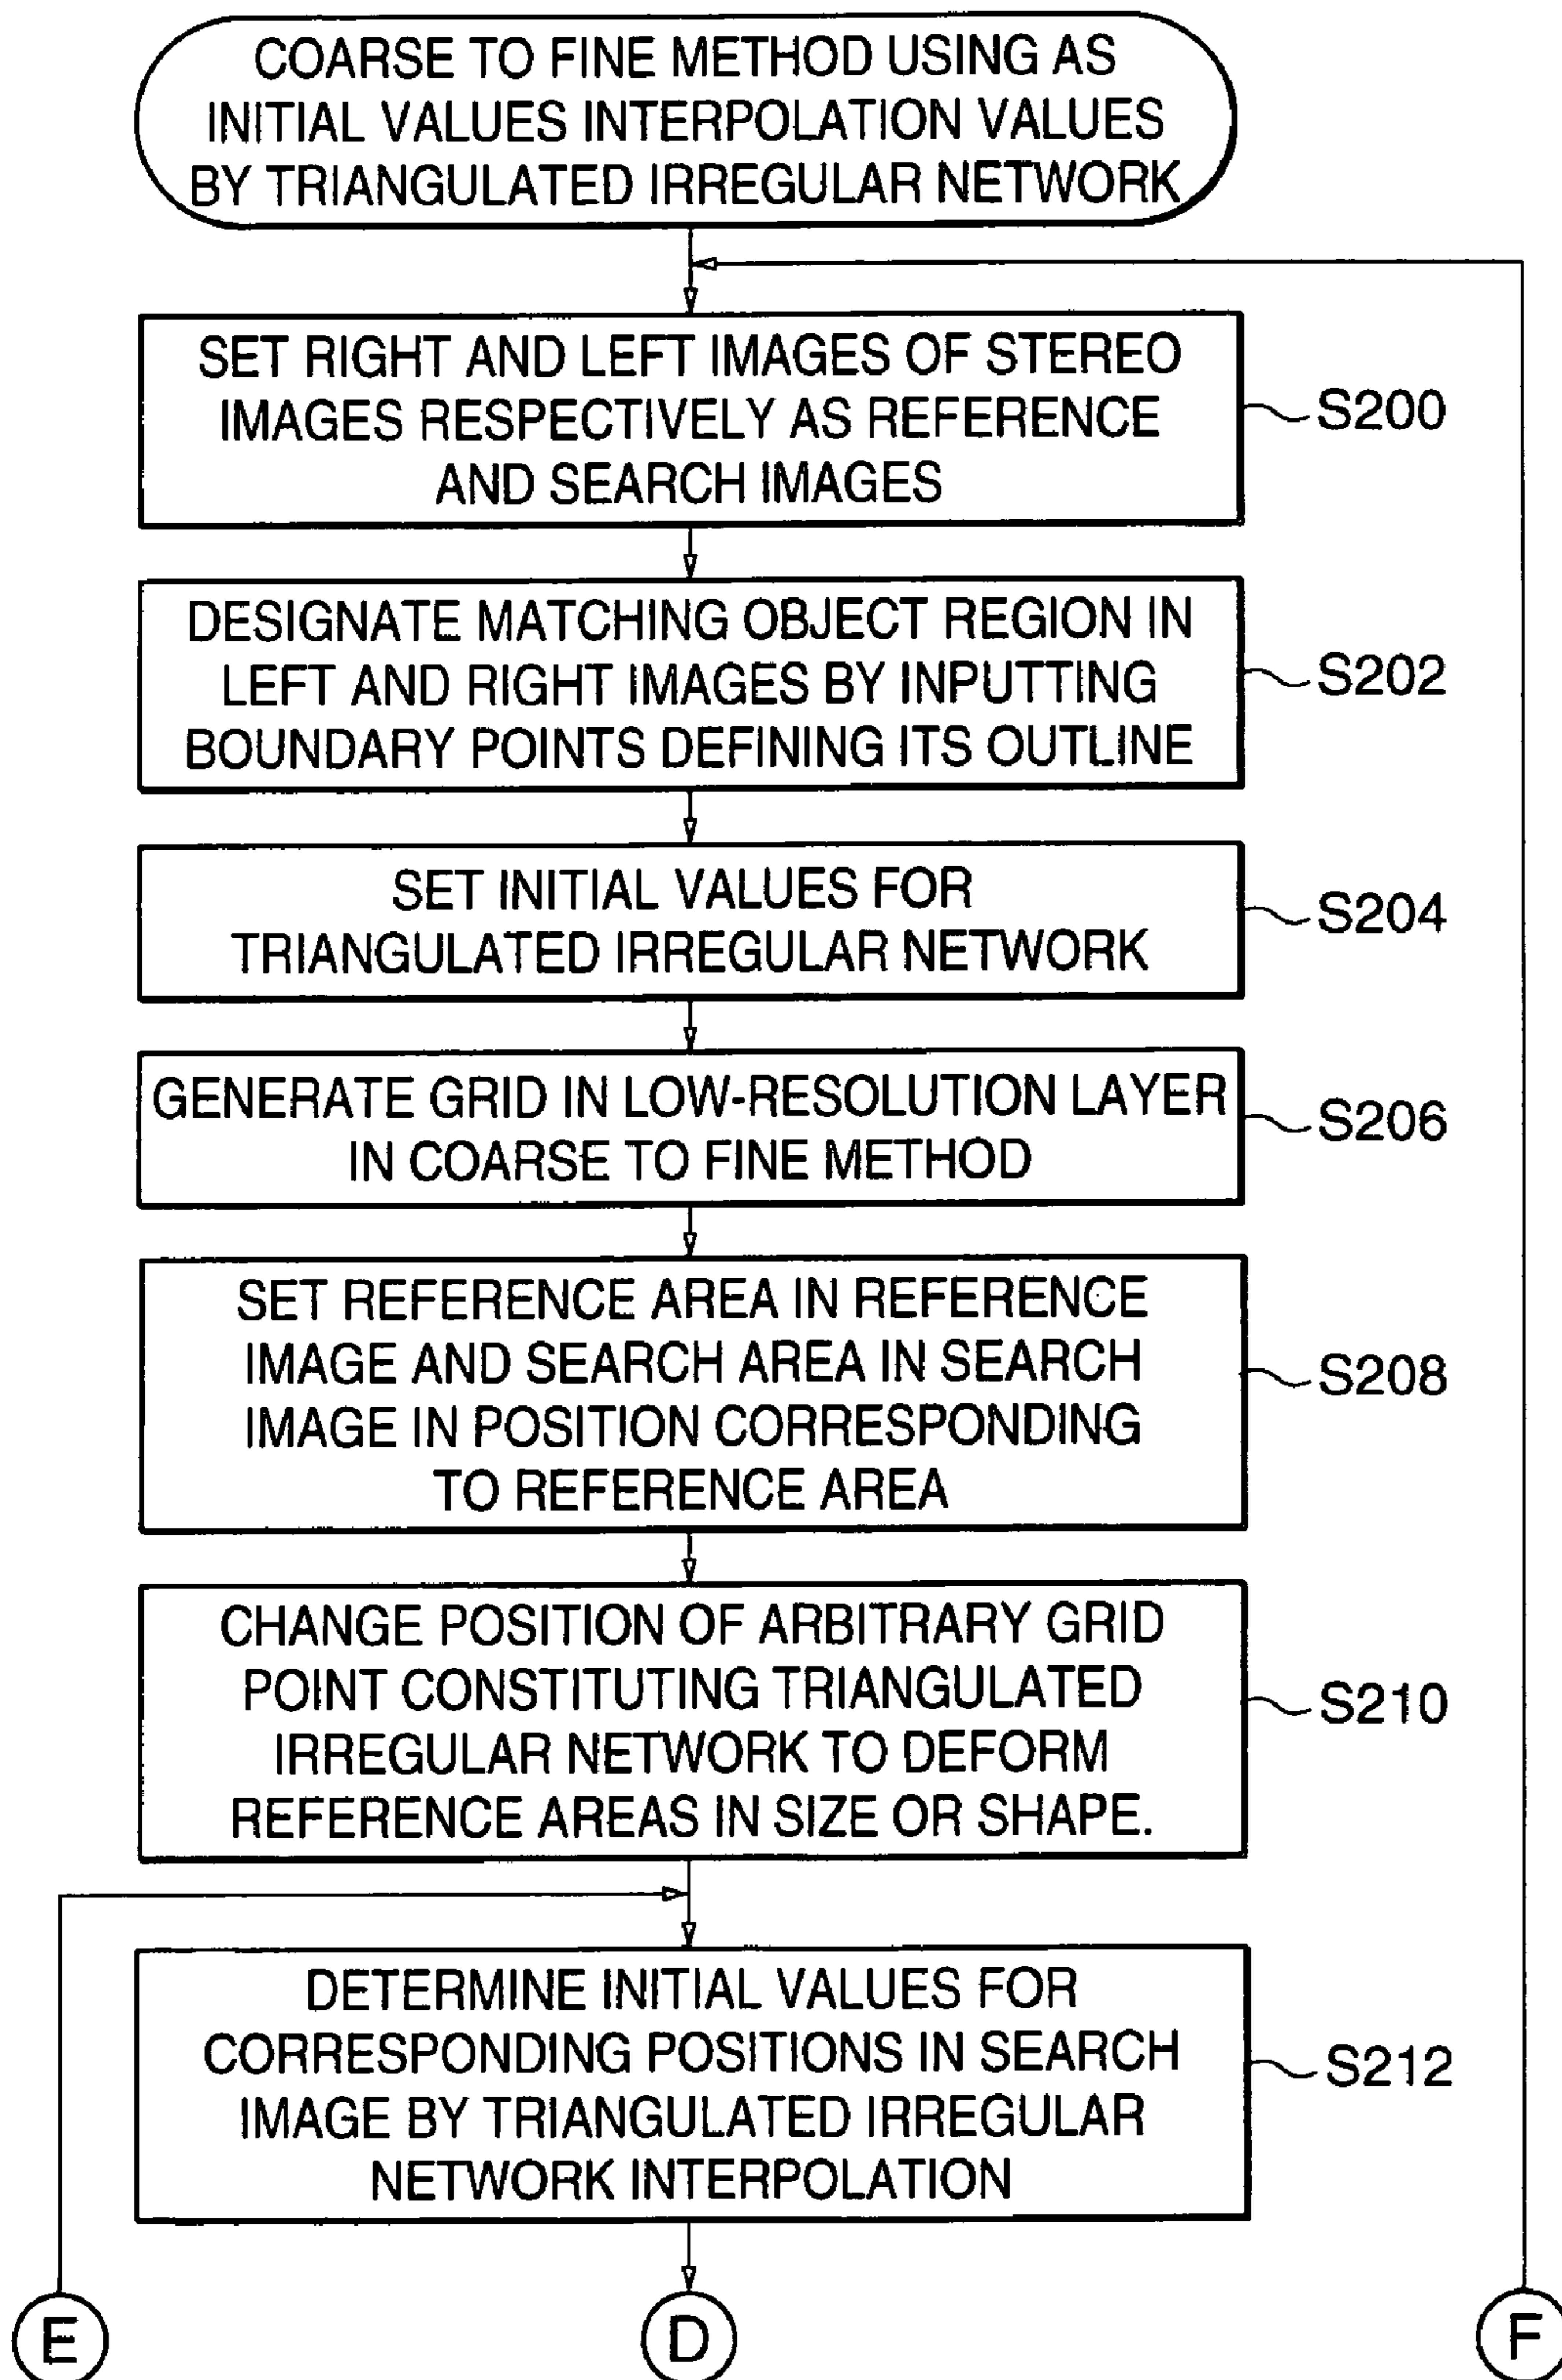 COARSE TO FINE METHOD USING AS
INITIAL VALUES INTERPOLATION VALUES
BY TRIANGULATED IRREGULAR NETWORK
SET RIGHT AND LEFT IMAGES OF STEREO
IMAGES RESPECTIVELY AS REFERENCE
AND SEARCH IMAGES
S200
DESIGNATE MATCHING OBJECT REGION IN
LEFT AND RIGHT IMAGES BY INPUTTING
BOUNDARY POINTS DEFINING ITS OUTLINE
S202
SET INITIAL VALUES FOR
TRIANGULATED IRREGULAR NETWORK
S204
GENERATE GRID IN LOW-RESOLUTION LAYER
IN COARSE TO FINE METHOD
S206
SET REFERENCE AREA IN REFERENCE
IMAGE AND SEARCH AREA IN SEARCH
IMAGE IN POSITION CORRESPONDING
TO REFERENCE AREA
S208
CHANGE POSITION OF ARBITRARY GRID
POINT CONSTITUTING TRIANGULATED
IRREGULAR NETWORK TO DEFORM
REFERENCE AREAS IN SIZE OR SHAPE.
S210
DETERMINE INITIAL VALUES FOR
CORRESPONDING POSITIONS IN SEARCH
IMAGE BY TRIANGULATED IRREGULAR
NETWORK INTERPOLATION
S212
E
D
F